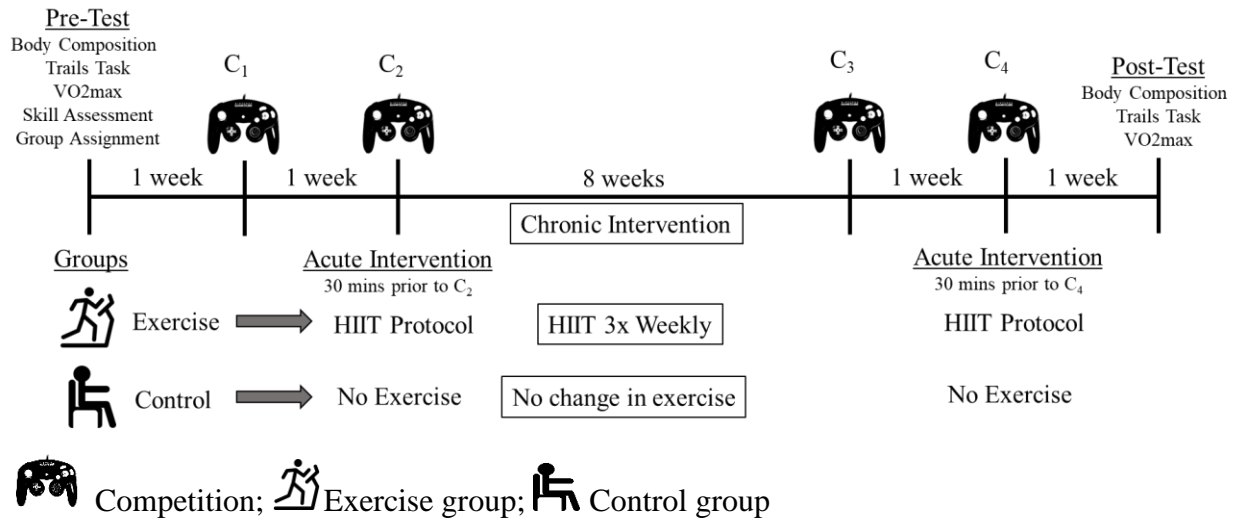 Pre-Test
Body Composition
Trails Task
VO2max
Skill Assessment
Group Assignment
C₁
C₂
C₃
C₄
Post-Test
Body Composition
Trails Task
VO2max
1 week
1 week
8 weeks
1 week
1 week
Chronic Intervention
Groups
Acute Intervention
30 mins prior to C₂
Acute Intervention
30 mins prior to C₄
Exercise
HIIT Protocol
HIIT 3x Weekly
HIIT Protocol
Control
No Exercise
No change in exercise
No Exercise
Competition; Exercise group; Control group